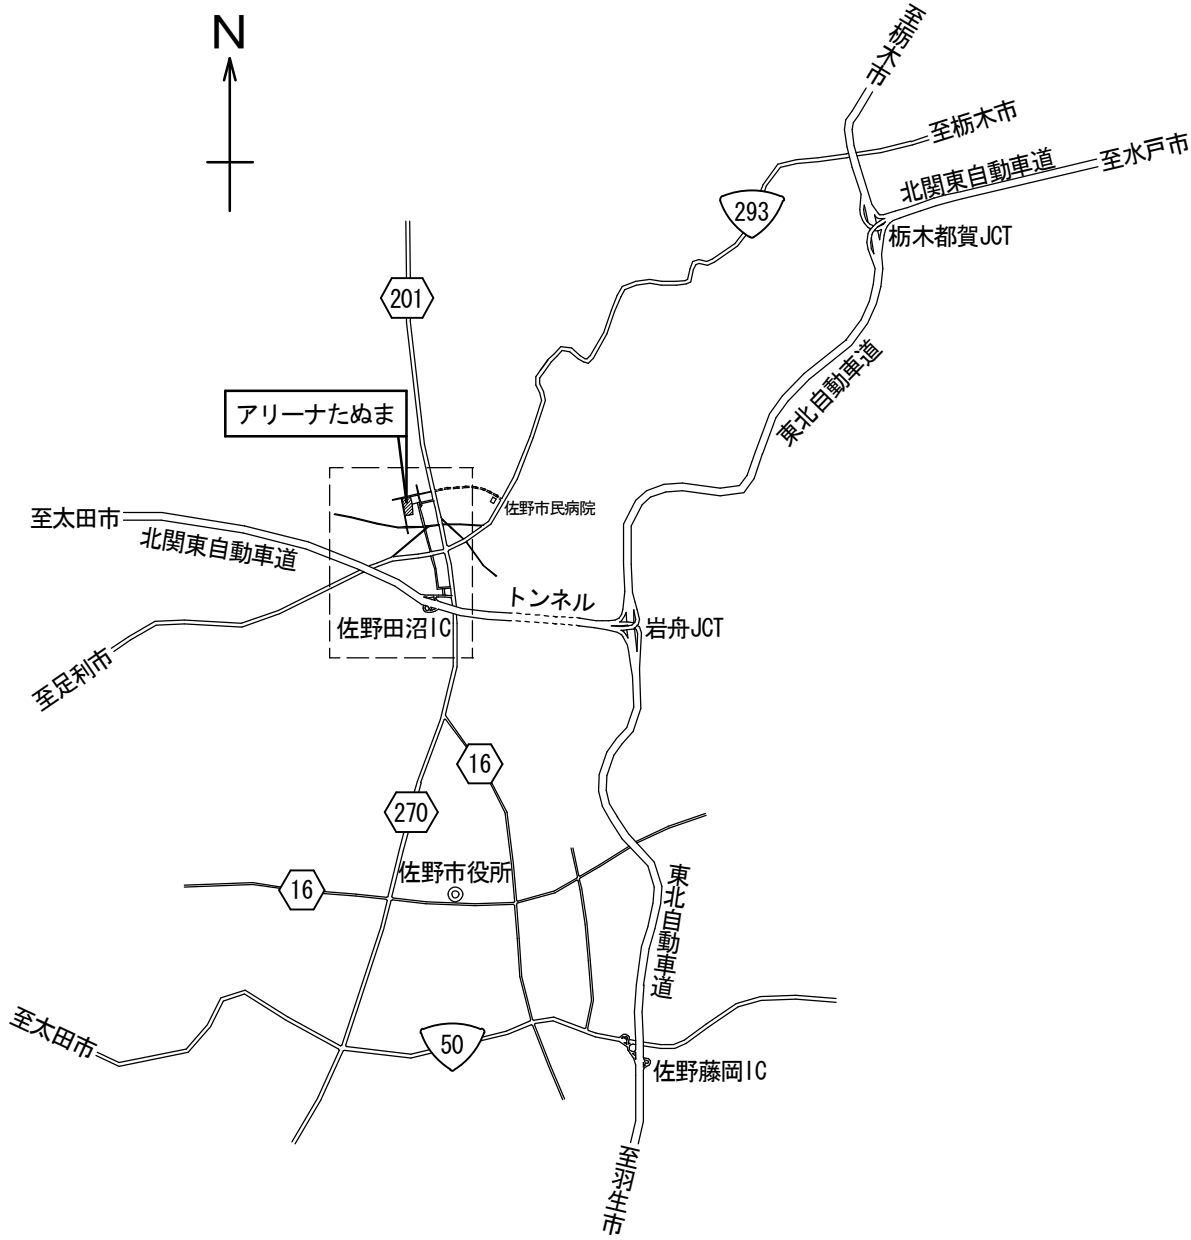 N
至栃木市
至栃木市
至水戸市
北関東自動車道
293
栃木都賀JCT
201
東北自動車道
アリーナたぬま
佐野市民病院
至太田市
北関東自動車道
トンネル
佐野田沼IC
岩舟JCT
至足利市
16
270
佐野市役所
16
東北自動車道
至太田市
50
佐野藤岡IC
至羽生市